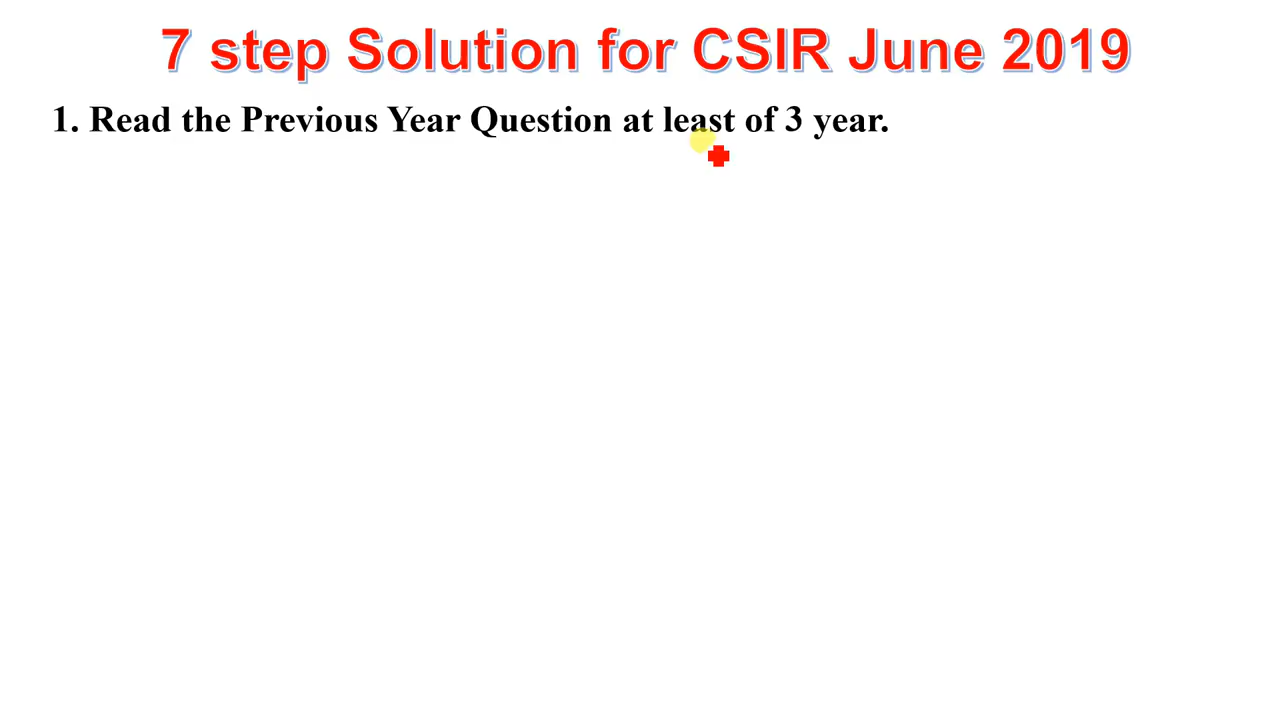 7 step Solution for CSIR June 2019
1. Read the Previous Year Question at least of 3 year.